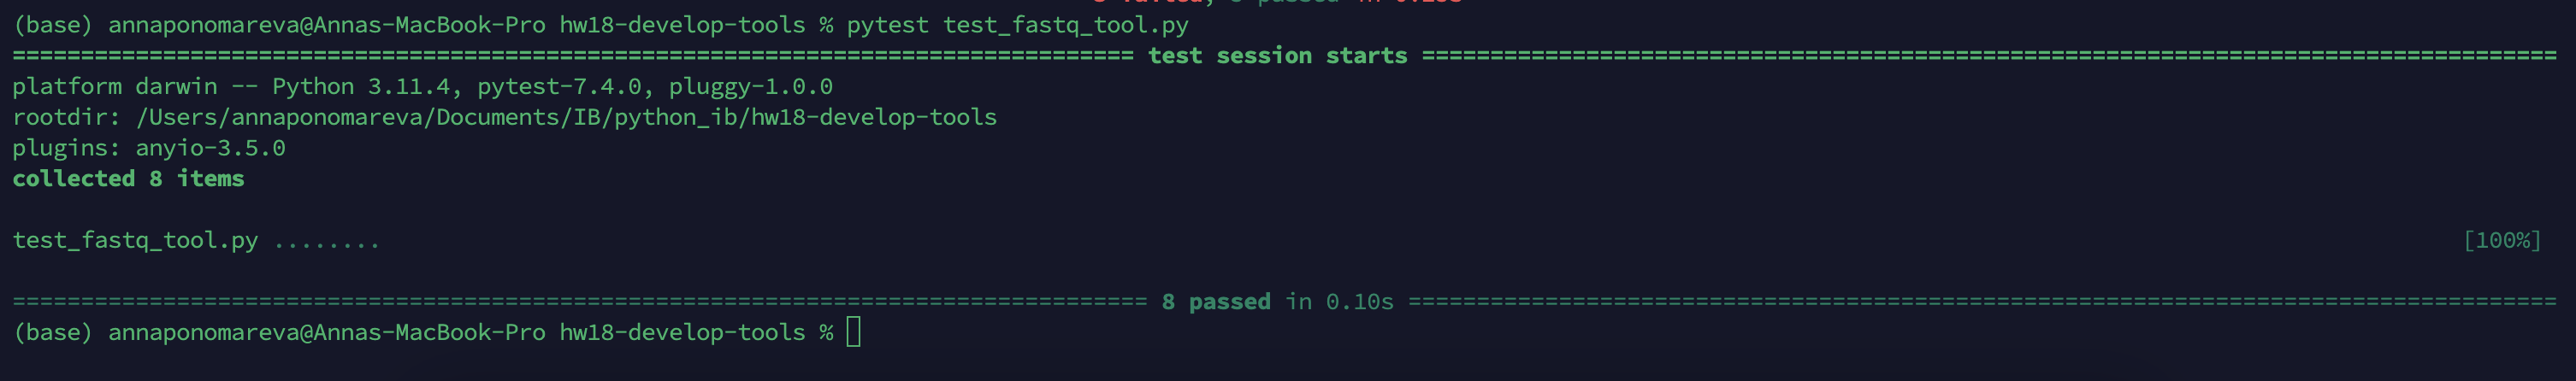 (base) annaponomareva@Annas-MacBook-Pro hw18-develop-tools % pytest test_fastq_tool.py
=================================================================================== test session starts ===================================================================================
platform darwin -- Python 3.11.4, pytest-7.4.0, pluggy-1.0.0
rootdir: /Users/annaponomareva/Documents/IB/python_ib/hw18-develop-tools
plugins: anyio-3.5.0
collected 8 items
test_fastq_tool.py ........ [100%]
==================================================================================== 8 passed in 0.10s ====================================================================================
(base) annaponomareva@Annas-MacBook-Pro hw18-develop-tools %